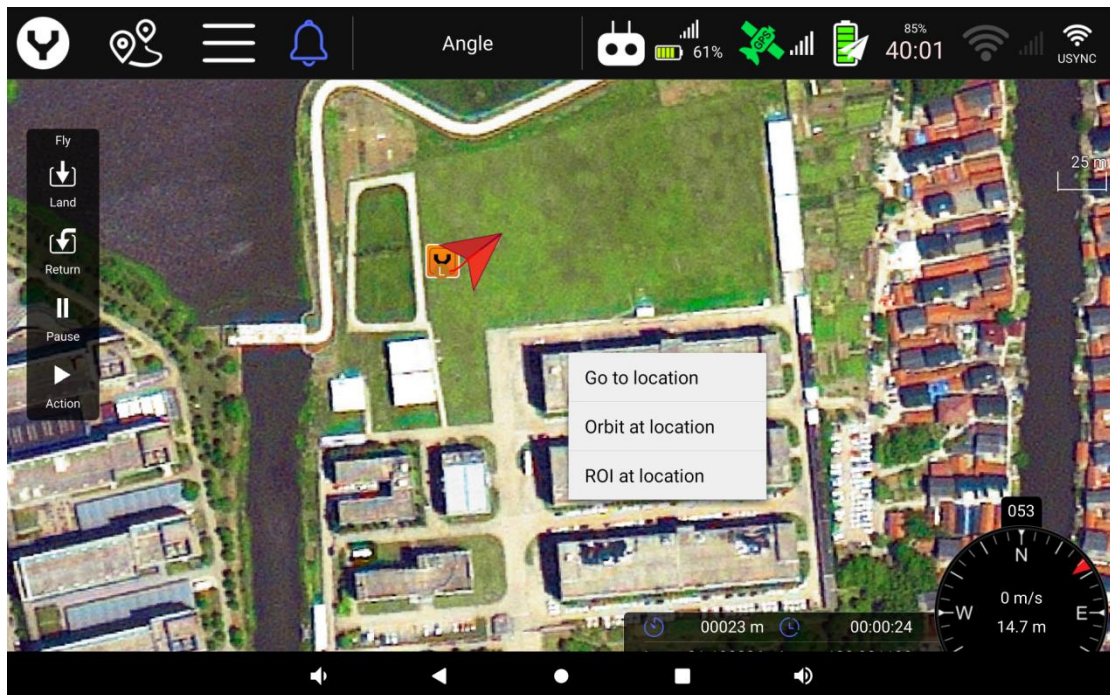 Angle
GPS
61%
85%
40:01
USYNC
Fly
Land
Return
Pause
Action
25 m
L
Go to location
Orbit at location
ROI at location
053
N
W
E
0 m/s
14.7 m
00023 m
00:00:24